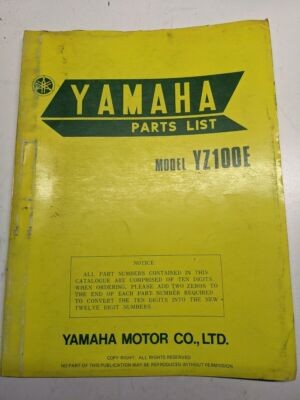 YAMAHA
PARTS LIST
MODEL YZ100E
NOTICE
ALL PART NUMBERS CONTAINED IN THIS
CATALOGUE ARE COMPRISED OF TEN DIGITS.
WHEN ORDERING, PLEASE ADD TWO ZEROS TO
THE END OF EACH PART NUMBER REQUIRED
TO CONVERT THE TEN DIGITS INTO THE NEW
TWELVE DIGIT NUMBERS.
YAMAHA MOTOR CO., LTD.
COPY RIGHT. ALL RIGHTS RESERVED
NO PART OF THIS PUBLICATION MAY BE REPRODUCED WITHOUT PERMISSION.